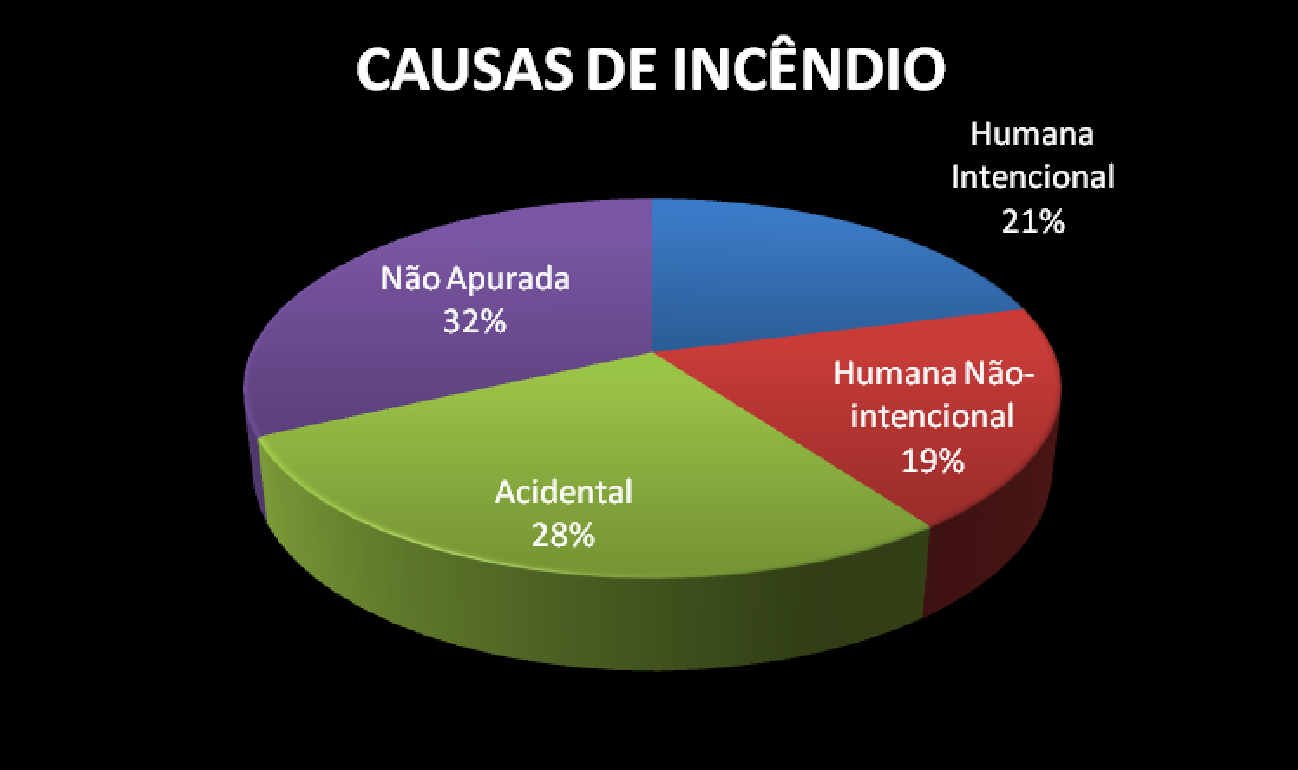 CAUSAS DE INCÊNDIO
Humana
Intencional
21%
Não Apurada
32%
Humana Não-
intencional
19%
Acidental
28%